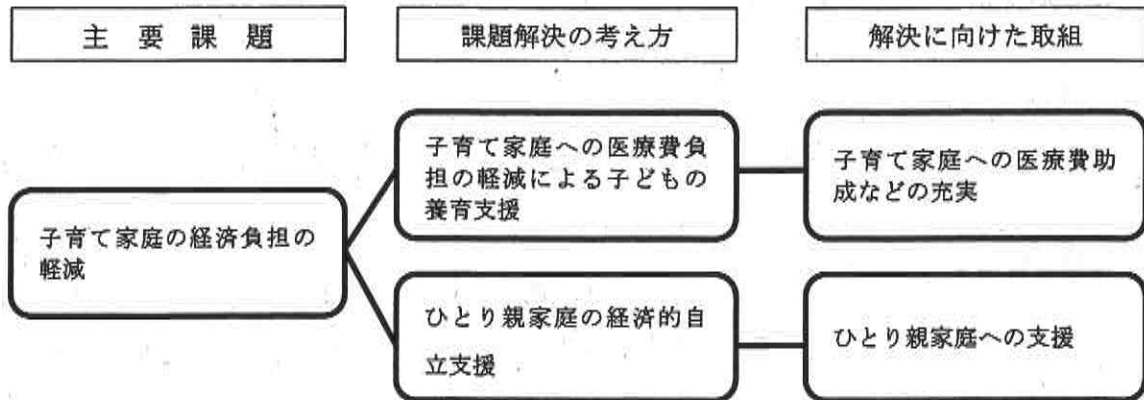 主要課題
課題解決の考え方
解決に向けた取組
子育て家庭の経済負担の
軽減
子育て家庭への医療費負
担の軽減による子どもの
養育支援
子育て家庭への医療費助
成などの充実
ひとり親家庭の経済的自
立支援
ひとり親家庭への支援